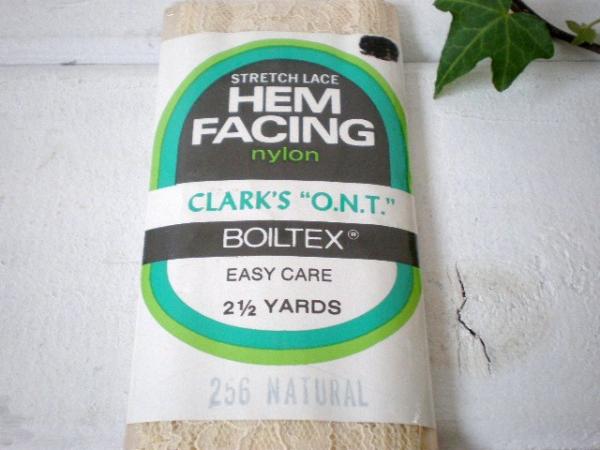 STRETCH LACE
HEM
FACING
nylon
CLARK'S "O.N.T."
BOILTEX®
EASY CARE
2½ YARDS
256 NATURAL